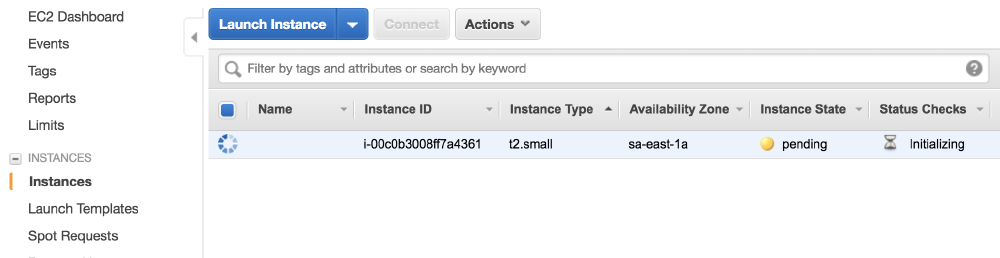 EC2 Dashboard
Events
Tags
Reports
Limits
INSTANCES
Instances
Launch Templates
Spot Requests
Launch Instance Connect Actions
Filter by tags and attributes or search by keyword
Name Instance ID Instance Type Availability Zone Instance State Status Checks
i-00c0b3008ff7a4361 t2.small sa-east-1a pending Initializing